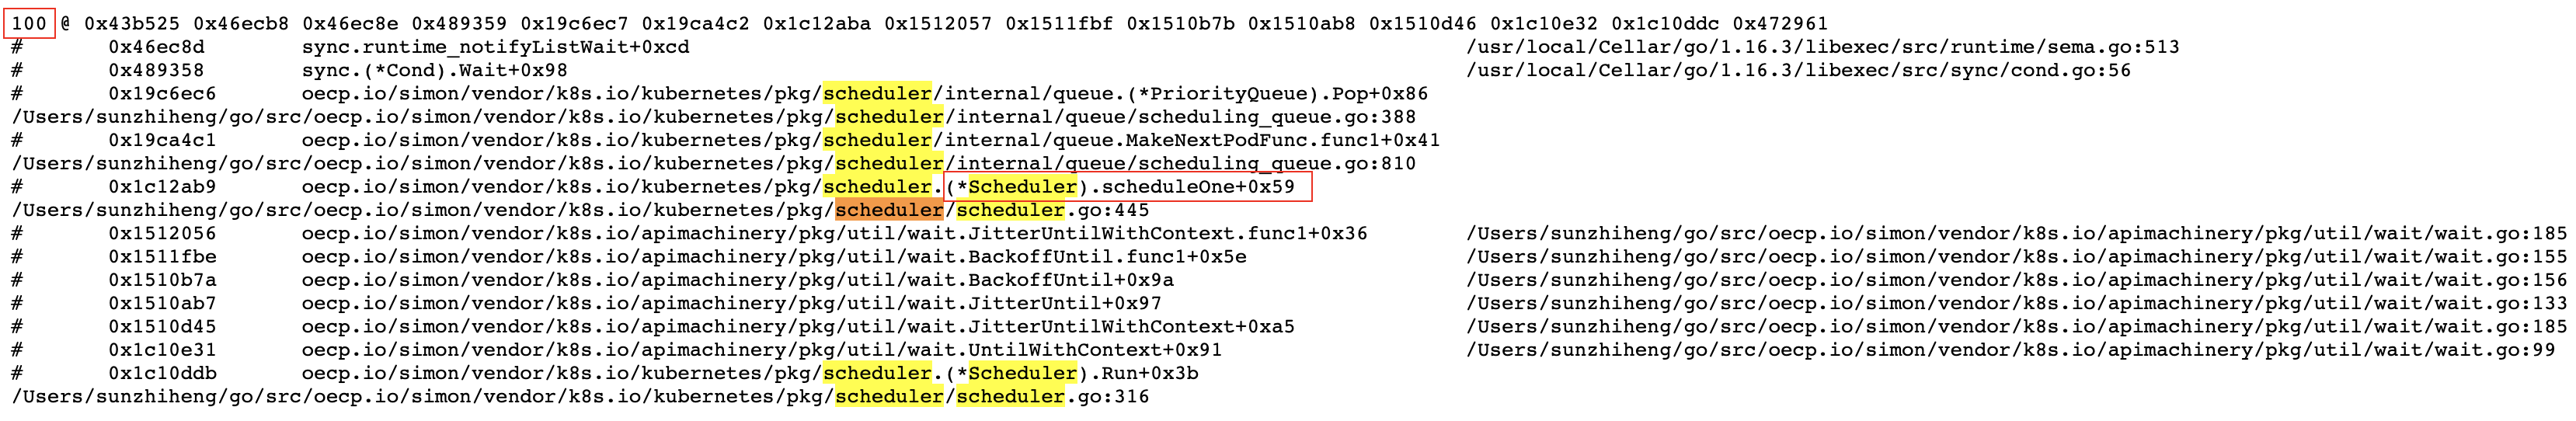 100 @ 0x43b525 0x46ecb8 0x46ec8e 0x489359 0x19c6ec7 0x19ca4c2 0x1c12aba 0x1512057 0x1511fbf 0x1510b7b 0x1510ab8 0x1510d46 0x1c10e32 0x1c10ddc 0x472961
# 0x46ec8d sync.runtime_notifyListWait+0xcd /usr/local/Cellar/go/1.16.3/libexec/src/runtime/sema.go:513
# 0x489358 sync.(*Cond).Wait+0x98 /usr/local/Cellar/go/1.16.3/libexec/src/sync/cond.go:56
# 0x19c6ec6 oecp.io/simon/vendor/k8s.io/kubernetes/pkg/scheduler/internal/queue.(*PriorityQueue).Pop+0x86
/Users/sunzhiheng/go/src/oecp.io/simon/vendor/k8s.io/kubernetes/pkg/scheduler/internal/queue/scheduling_queue.go:388
# 0x19ca4c1 oecp.io/simon/vendor/k8s.io/kubernetes/pkg/scheduler/internal/queue.MakeNextPodFunc.func1+0x41
/Users/sunzhiheng/go/src/oecp.io/simon/vendor/k8s.io/kubernetes/pkg/scheduler/internal/queue/scheduling_queue.go:810
# 0x1c12ab9 oecp.io/simon/vendor/k8s.io/kubernetes/pkg/scheduler.(*Scheduler).scheduleOne+0x59
/Users/sunzhiheng/go/src/oecp.io/simon/vendor/k8s.io/kubernetes/pkg/scheduler/scheduler.go:445
# 0x1512056 oecp.io/simon/vendor/k8s.io/apimachinery/pkg/util/wait.JitterUntilWithContext.func1+0x36 /Users/sunzhiheng/go/src/oecp.io/simon/vendor/k8s.io/apimachinery/pkg/util/wait/wait.go:185
# 0x1511fbe oecp.io/simon/vendor/k8s.io/apimachinery/pkg/util/wait.BackoffUntil.func1+0x5e /Users/sunzhiheng/go/src/oecp.io/simon/vendor/k8s.io/apimachinery/pkg/util/wait/wait.go:155
# 0x1510b7a oecp.io/simon/vendor/k8s.io/apimachinery/pkg/util/wait.BackoffUntil+0x9a /Users/sunzhiheng/go/src/oecp.io/simon/vendor/k8s.io/apimachinery/pkg/util/wait/wait.go:156
# 0x1510ab7 oecp.io/simon/vendor/k8s.io/apimachinery/pkg/util/wait.JitterUntil+0x97 /Users/sunzhiheng/go/src/oecp.io/simon/vendor/k8s.io/apimachinery/pkg/util/wait/wait.go:133
# 0x1510d45 oecp.io/simon/vendor/k8s.io/apimachinery/pkg/util/wait.JitterUntilWithContext+0xa5 /Users/sunzhiheng/go/src/oecp.io/simon/vendor/k8s.io/apimachinery/pkg/util/wait/wait.go:185
# 0x1c10e31 oecp.io/simon/vendor/k8s.io/apimachinery/pkg/util/wait.UntilWithContext+0x91 /Users/sunzhiheng/go/src/oecp.io/simon/vendor/k8s.io/apimachinery/pkg/util/wait/wait.go:99
# 0x1c10ddb oecp.io/simon/vendor/k8s.io/kubernetes/pkg/scheduler.(*Scheduler).Run+0x3b
/Users/sunzhiheng/go/src/oecp.io/simon/vendor/k8s.io/kubernetes/pkg/scheduler/scheduler.go:316